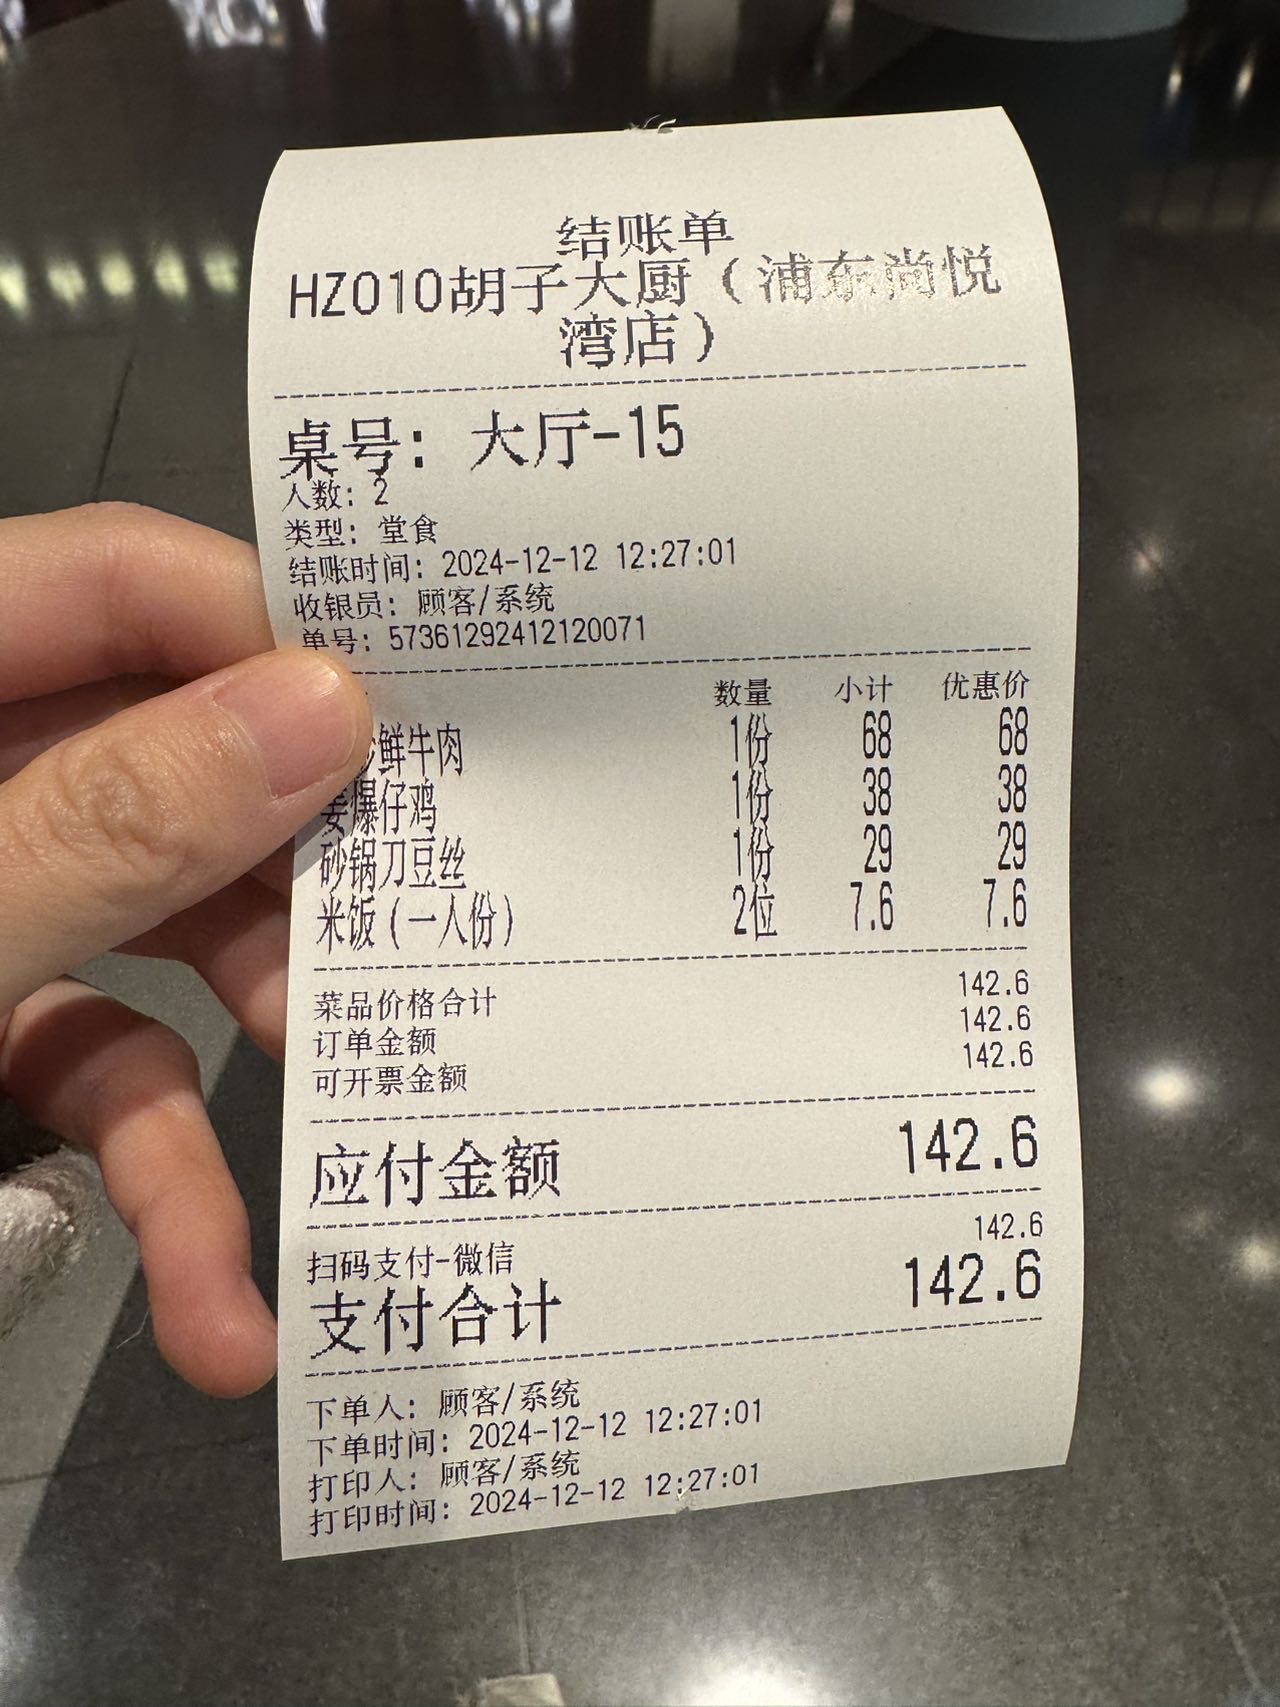 结账单
HZ010胡子大厨（浦东尚悦
湾店）
桌号：大厅-15
人数：2
类型：堂食
结账时间：2024-12-12 12:27:01
收银员：顾客/系统
单号：57361292412120071
数量 小计 优惠价
鲜牛肉 1份 68 68
姜爆仔鸡 1份 38 38
砂锅刀豆丝 1份 29 29
米饭（一人份） 2位 7.6 7.6
菜品价格合计 142.6
订单金额 142.6
可开票金额 142.6
应付金额 142.6
扫码支付-微信 142.6
支付合计 142.6
下单人：顾客/系统
下单时间：2024-12-12 12:27:01
打印人：顾客/系统
打印时间：2024-12-12 12:27:01